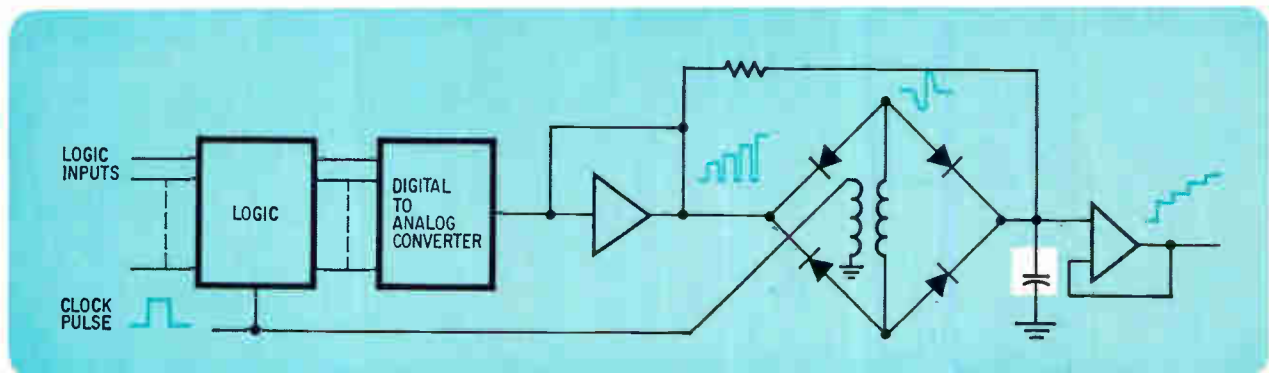 LOGIC
INPUTS
LOGIC
DIGITAL
TO
ANALOG
CONVERTER
CLOCK
PULSE